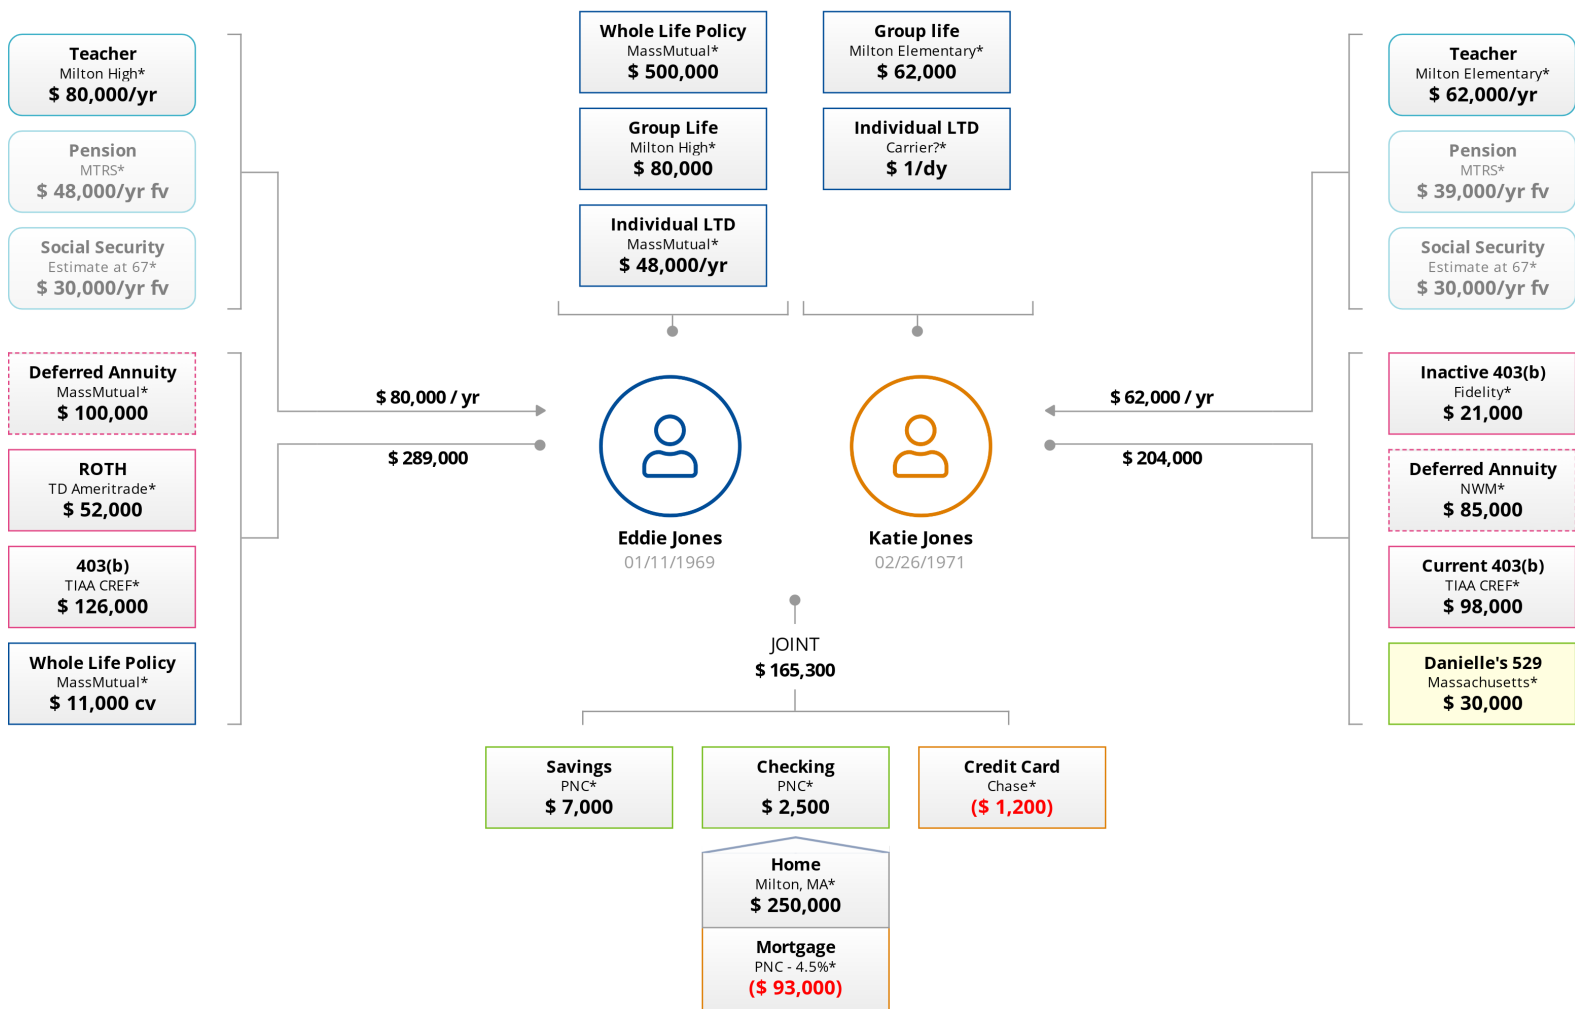 Teacher
Milton High*
$ 80,000/yr
Pension
MTRS*
$ 48,000/yr fv
Social Security
Estimate at 67*
$ 30,000/yr fv
Whole Life Policy
MassMutual*
$ 500,000
Group Life
Milton High*
$ 80,000
Individual LTD
MassMutual*
$ 48,000/yr
Group life
Milton Elementary*
$ 62,000
Individual LTD
Carrier?*
$ 1/dy
Teacher
Milton Elementary*
$ 62,000/yr
Pension
MTRS*
$ 39,000/yr fv
Social Security
Estimate at 67*
$ 30,000/yr fv
Deferred Annuity
MassMutual*
$ 100,000
ROTH
TD Ameritrade*
$ 52,000
403(b)
TIAA CREF*
$ 126,000
Whole Life Policy
MassMutual*
$ 11,000 cv
$ 80,000 / yr
$ 289,000
Eddie Jones
01/11/1969
Katie Jones
02/26/1971
$ 62,000 / yr
$ 204,000
Inactive 403(b)
Fidelity*
$ 21,000
Deferred Annuity
NWM*
$ 85,000
Current 403(b)
TIAA CREF*
$ 98,000
Danielle's 529
Massachusetts*
$ 30,000
JOINT
$ 165,300
Savings
PNC*
$ 7,000
Checking
PNC*
$ 2,500
Credit Card
Chase*
($ 1,200)
Home
Milton, MA*
$ 250,000
Mortgage
PNC - 4.5%*
($ 93,000)